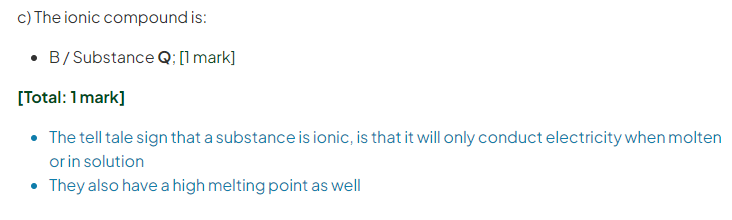 c) The ionic compound is:
• B / Substance Q; [1 mark]
[Total: 1 mark]
• The tell tale sign that a substance is ionic, is that it will only conduct electricity when molten
or in solution
• They also have a high melting point as well